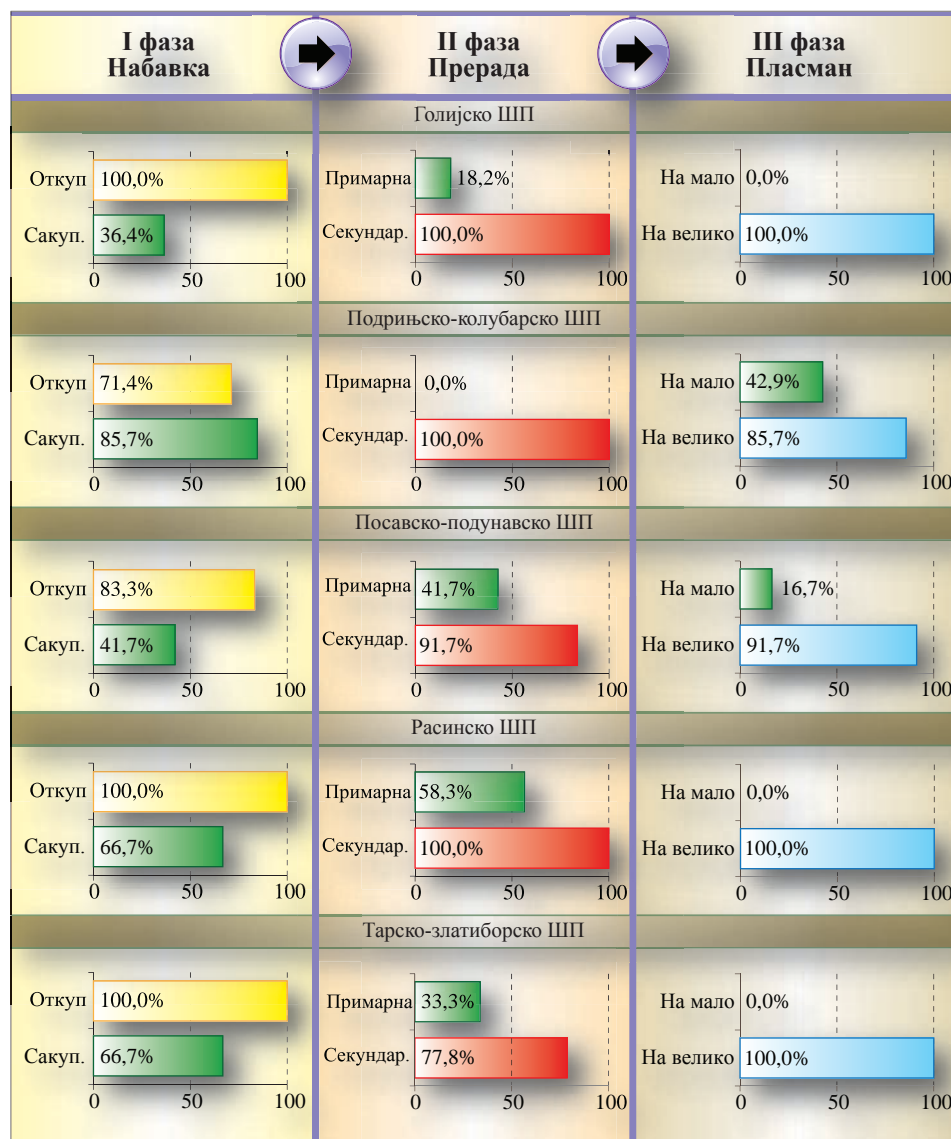 I фаза
Набавка
II фаза
Прерада
III фаза
Пласман
Голијско ШП
Откуп 100,0%
Сакуп. 36,4%
0 50 100
Примарна 18,2%
Секундар. 100,0%
0 50 100
На мало 0,0%
На велико 100,0%
0 50 100
Подрињско-колубарско ШП
Откуп 71,4%
Сакуп. 85,7%
0 50 100
Примарна 0,0%
Секундар. 100,0%
0 50 100
На мало 42,9%
На велико 85,7%
0 50 100
Посавско-подунавско ШП
Откуп 83,3%
Сакуп. 41,7%
0 50 100
Примарна 41,7%
Секундар. 91,7%
0 50 100
На мало 16,7%
На велико 91,7%
0 50 100
Расинско ШП
Откуп 100,0%
Сакуп. 66,7%
0 50 100
Примарна 58,3%
Секундар. 100,0%
0 50 100
На мало 0,0%
На велико 100,0%
0 50 100
Тарско-златиборско ШП
Откуп 100,0%
Сакуп. 66,7%
0 50 100
Примарна 33,3%
Секундар. 77,8%
0 50 100
На мало 0,0%
На велико 100,0%
0 50 100